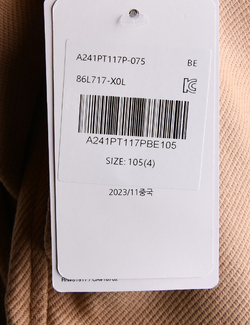 A241PT117P-075 BE
86L717-X0L
A241PT117PBE105
SIZE: 105(4)
2023/11중국